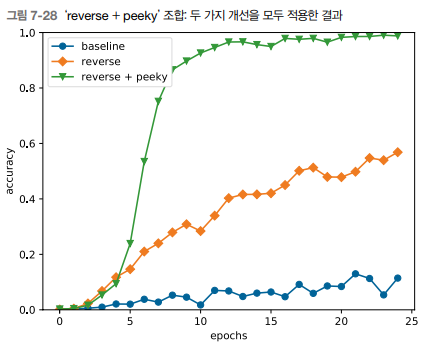 그림 7-28 'reverse + peeky' 조합: 두 가지 개선을 모두 적용한 결과
1.0
baseline
reverse
reverse + peeky
0.8
0.6
0.4
0.2
0.0
accuracy
0 5 10 15 20 25
epochs